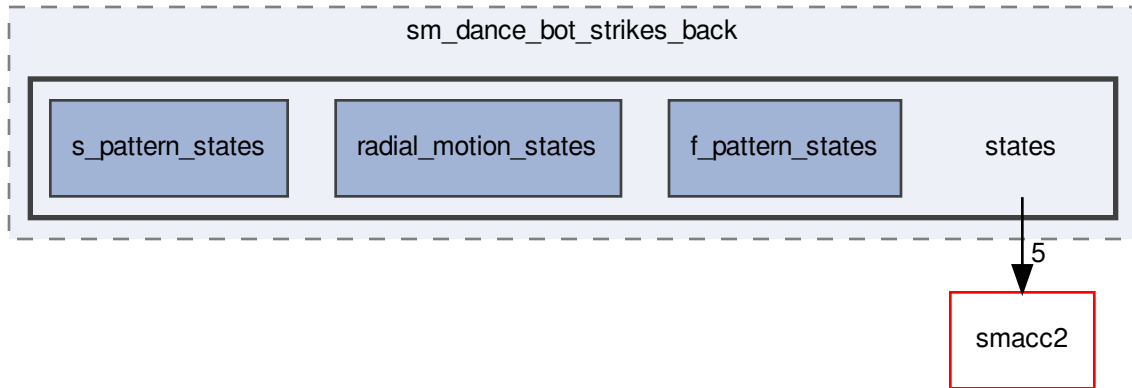 sm_dance_bot_strikes_back
s_pattern_states
radial_motion_states
f_pattern_states
states
5
smacc2